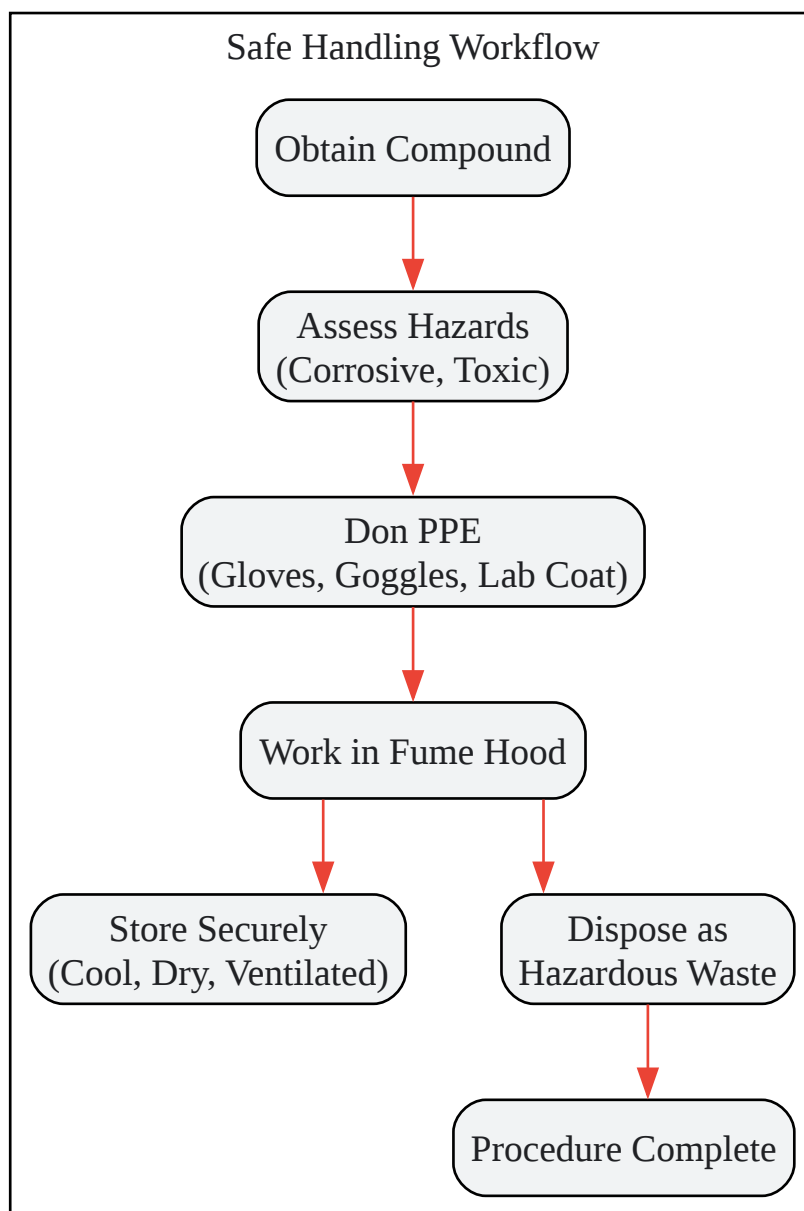 Safe Handling Workflow
Obtain Compound
Assess Hazards
(Corrosive, Toxic)
Don PPE
(Gloves, Goggles, Lab Coat)
Work in Fume Hood
Store Securely
(Cool, Dry, Ventilated)
Dispose as
Hazardous Waste
Procedure Complete